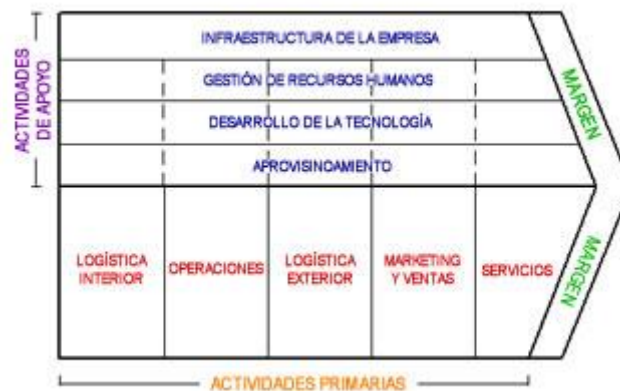 ACTIVIDADES
DE APOYO
INFRAESTRUCTURA DE LA EMPRESA
GESTIÓN DE RECURSOS HUMANOS
DESARROLLO DE LA TECNOLOGÍA
APROVISINOAMIENTO
MARGEN
LOGÍSTICA
INTERIOR
OPERACIONES
LOGÍSTICA
EXTERIOR
MARKETING
Y VENTAS
SERVICIOS
MARGEN
ACTIVIDADES PRIMARIAS